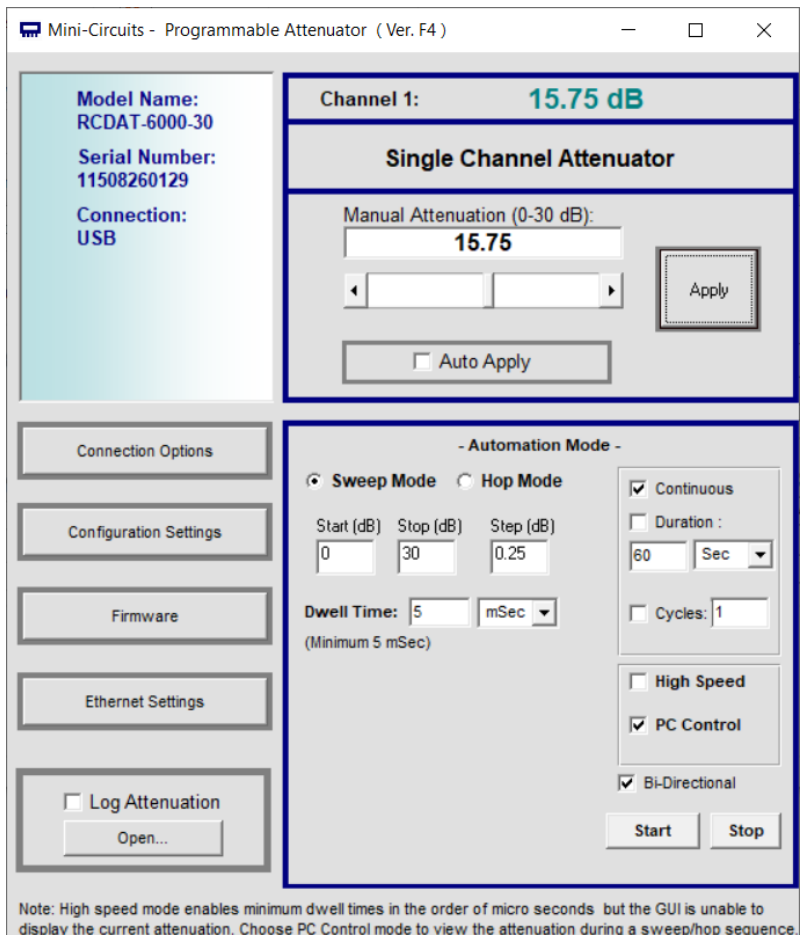 Mini-Circuits - Programmable Attenuator ( Ver. F4 )
Model Name:
RCDAT-6000-30
Serial Number:
11508260129
Connection:
USB
Channel 1: 15.75 dB
Single Channel Attenuator
Manual Attenuation (0-30 dB):
15.75
Apply
Auto Apply
Connection Options
Configuration Settings
Firmware
Ethernet Settings
Log Attenuation
Open...
- Automation Mode -
Sweep Mode Hop Mode
Start (dB) Stop (dB) Step (dB)
0 30 0.25
Dwell Time: 5 mSec
(Minimum 5 mSec)
Continuous
Duration :
60 Sec
Cycles: 1
High Speed
PC Control
Bi-Directional
Start Stop
Note: High speed mode enables minimum dwell times in the order of micro seconds but the GUI is unable to
display the current attenuation. Choose PC Control mode to view the attenuation during a sweep/hop sequence.